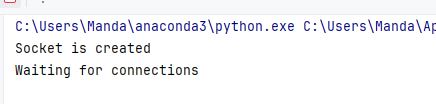 C:\Users\Manda\anaconda3\python.exe C:\Users\Manda\Ap
Socket is created
Waiting for connections